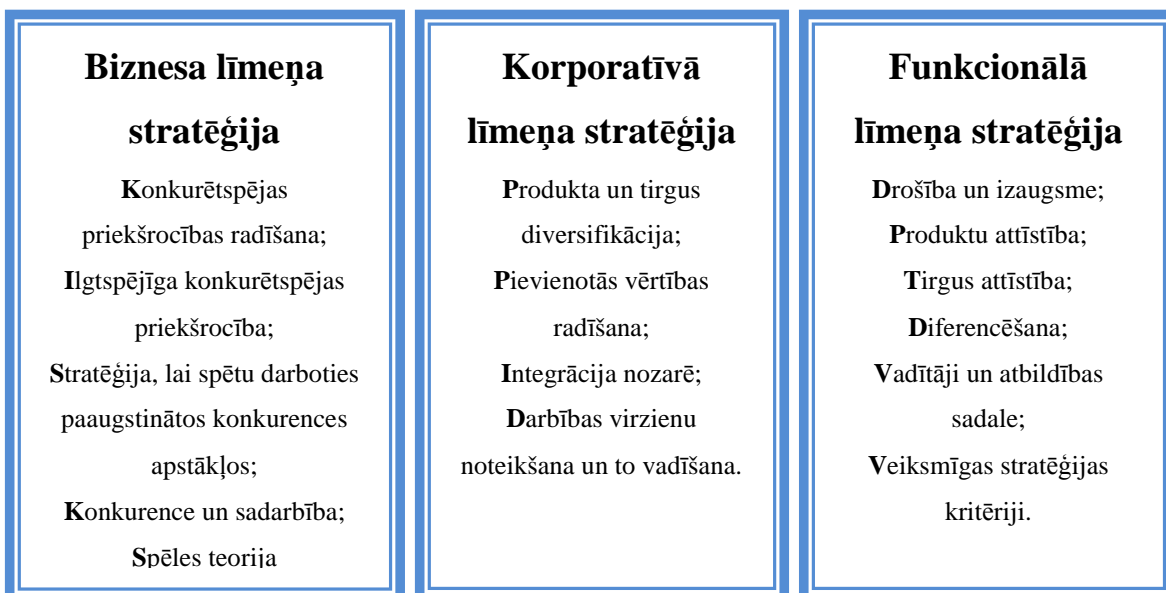 Biznesa līmeņa
stratēģija
Konkurētspējas
priekšrocības radīšana;
Ilgtspējīga konkurētspējas
priekšrocība;
Stratēģija, lai spētu darboties
paaugstinātos konkurences
apstākļos;
Konkurence un sadarbība;
Spēles teorija
Korporatīvā
līmeņa stratēģija
Produkta un tirgus
diversifikācija;
Pievienotās vērtības
radīšana;
Integrācija nozarē;
Darbības virzienu
noteikšana un to vadīšana.
Funkcionālā
līmeņa stratēģija
Drošība un izaugsme;
Produktu attīstība;
Tirgus attīstība;
Diferencēšana;
Vadītāji un atbildības
sadale;
Veiksmīgas stratēģijas
kritēriji.